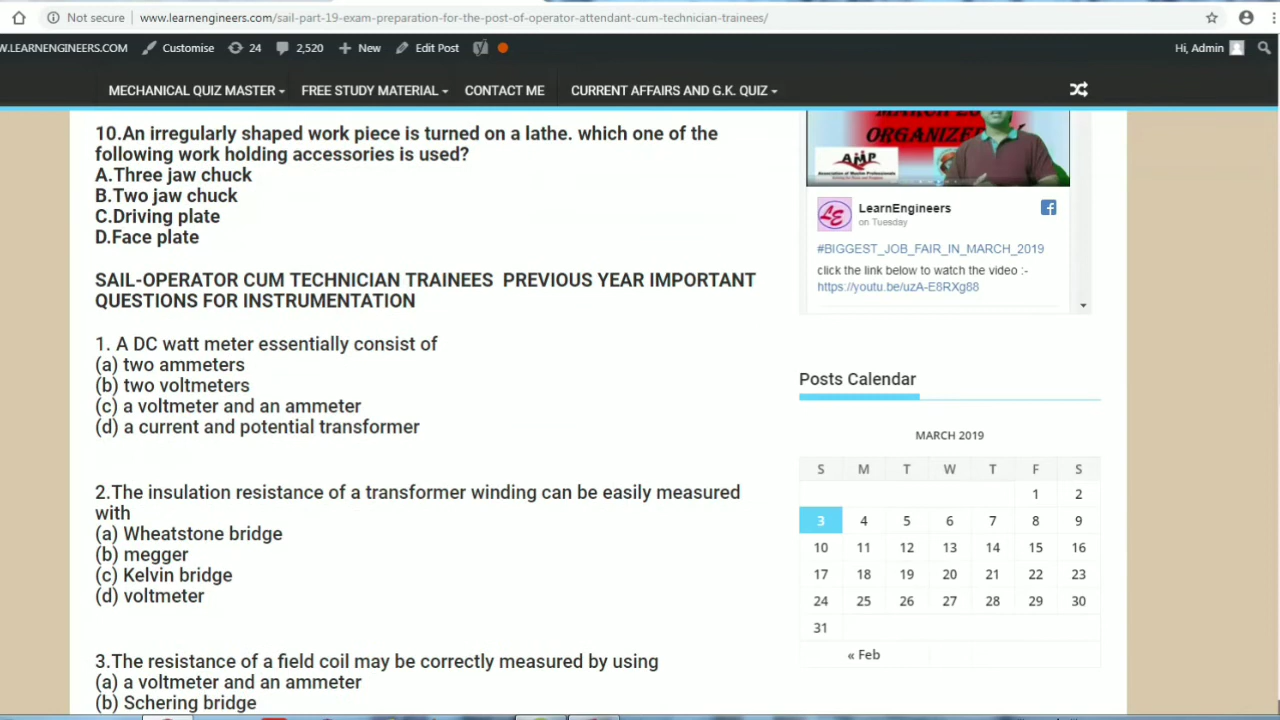 Not secure
www.learnengineers.com/sail-part-19-exam-preparation-for-the-post-of-operator-attendant-cum-technician-trainees/
W.LEARNENGINEERS.COM
Customise
24
2,520
New
Edit Post
Hi, Admin
MECHANICAL QUIZ MASTER
FREE STUDY MATERIAL
CONTACT ME
CURRENT AFFAIRS AND G.K. QUIZ
10.An irregularly shaped work piece is turned on a lathe. which one of the
following work holding accessories is used?
A.Three jaw chuck
B.Two jaw chuck
C.Driving plate
D.Face plate
SAIL-OPERATOR CUM TECHNICIAN TRAINEES PREVIOUS YEAR IMPORTANT
QUESTIONS FOR INSTRUMENTATION
1. A DC watt meter essentially consist of
(a) two ammeters
(b) two voltmeters
(c) a voltmeter and an ammeter
(d) a current and potential transformer
2.The insulation resistance of a transformer winding can be easily measured
with
(a) Wheatstone bridge
(b) megger
(c) Kelvin bridge
(d) voltmeter
3.The resistance of a field coil may be correctly measured by using
(a) a voltmeter and an ammeter
(b) Schering bridge
AMP
Association of Muslim Professionals
LE
LearnEngineers
on Tuesday
#BIGGEST_JOB_FAIR_IN_MARCH_2019
click the link below to watch the video :-
https://youtu.be/uzA-E8RXg88
Posts Calendar
MARCH 2019
S M T W T F S
1 2
3 4 5 6 7 8 9
10 11 12 13 14 15 16
17 18 19 20 21 22 23
24 25 26 27 28 29 30
31
« Feb